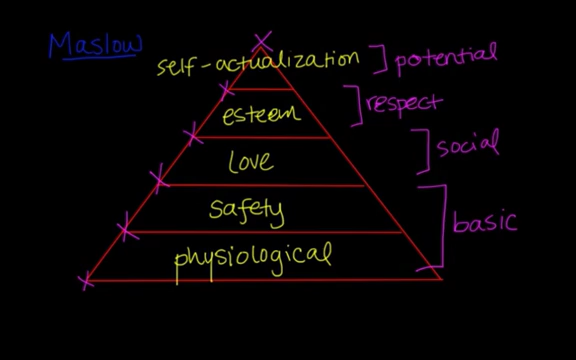 Maslow
self-actualization ] potential
esteem ] respect
love ] social
safety
physiological ] basic